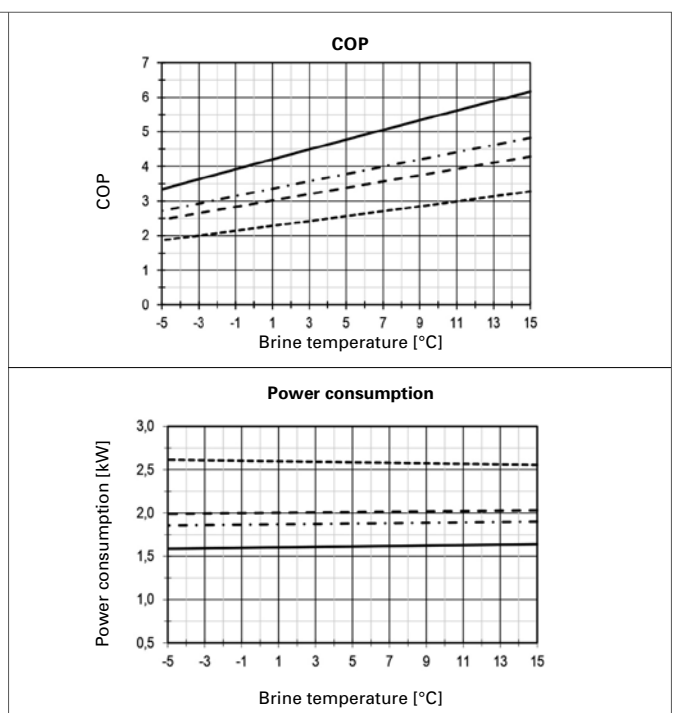 COP
7
6
5
4
3
2
1
0
COP
-5 -3 -1 1 3 5 7 9 11 13 15
Brine temperature [°C]
Power consumption
3,0
2,5
2,0
1,5
1,0
0,5
Power consumption [kW]
-5 -3 -1 1 3 5 7 9 11 13 15
Brine temperature [°C]